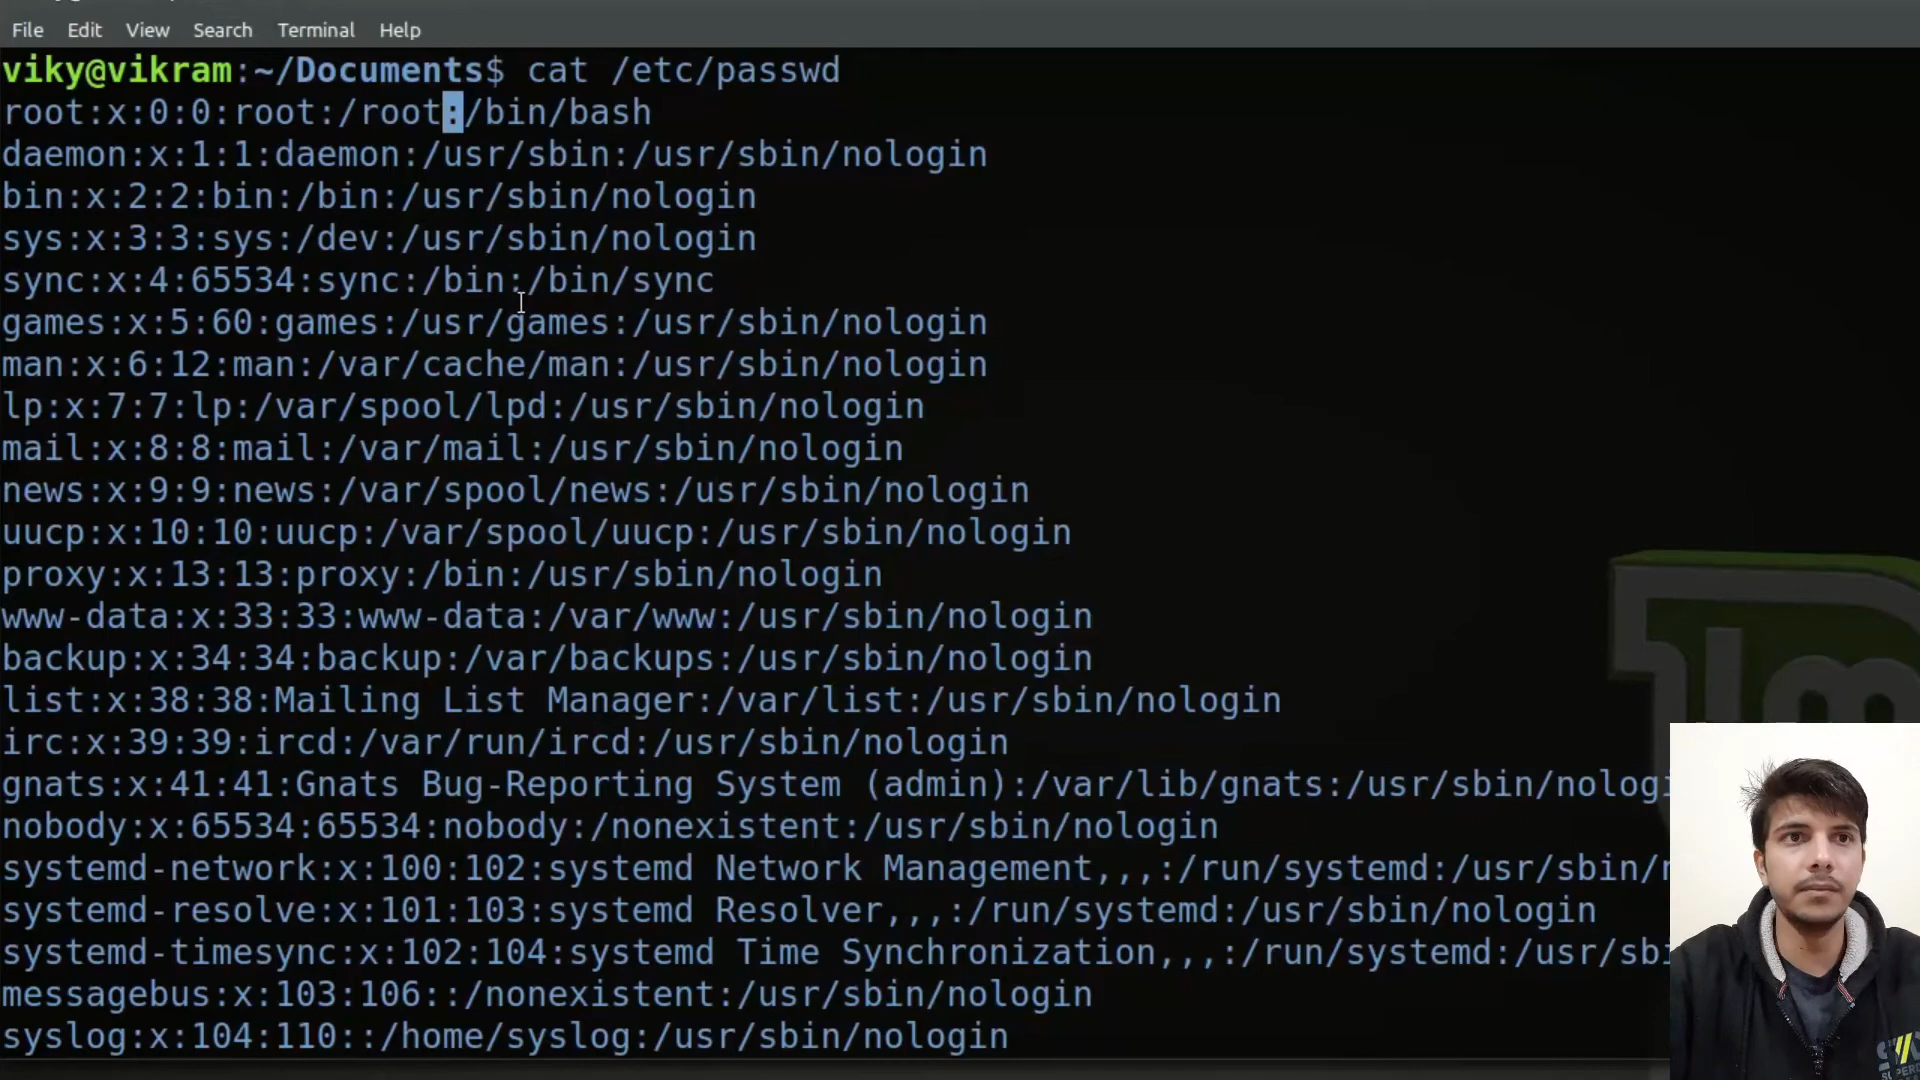 File Edit View Search Terminal Help
viky@vikram:~/Documents$ cat /etc/passwd
root:x:0:0:root:/root:/bin/bash
daemon:x:1:1:daemon:/usr/sbin:/usr/sbin/nologin
bin:x:2:2:bin:/bin:/usr/sbin/nologin
sys:x:3:3:sys:/dev:/usr/sbin/nologin
sync:x:4:65534:sync:/bin:/bin/sync
games:x:5:60:games:/usr/games:/usr/sbin/nologin
man:x:6:12:man:/var/cache/man:/usr/sbin/nologin
lp:x:7:7:lp:/var/spool/lpd:/usr/sbin/nologin
mail:x:8:8:mail:/var/mail:/usr/sbin/nologin
news:x:9:9:news:/var/spool/news:/usr/sbin/nologin
uucp:x:10:10:uucp:/var/spool/uucp:/usr/sbin/nologin
proxy:x:13:13:proxy:/bin:/usr/sbin/nologin
www-data:x:33:33:www-data:/var/www:/usr/sbin/nologin
backup:x:34:34:backup:/var/backups:/usr/sbin/nologin
list:x:38:38:Mailing List Manager:/var/list:/usr/sbin/nologin
irc:x:39:39:ircd:/var/run/ircd:/usr/sbin/nologin
gnats:x:41:41:Gnats Bug-Reporting System (admin):/var/lib/gnats:/usr/sbin/nologi
nobody:x:65534:65534:nobody:/nonexistent:/usr/sbin/nologin
systemd-network:x:100:102:systemd Network Management,,,:/run/systemd:/usr/sbin/
systemd-resolve:x:101:103:systemd Resolver,,,:/run/systemd:/usr/sbin/nologin
systemd-timesync:x:102:104:systemd Time Synchronization,,,:/run/systemd:/usr/sbi
messagebus:x:103:106::/nonexistent:/usr/sbin/nologin
syslog:x:104:110::/home/syslog:/usr/sbin/nologin